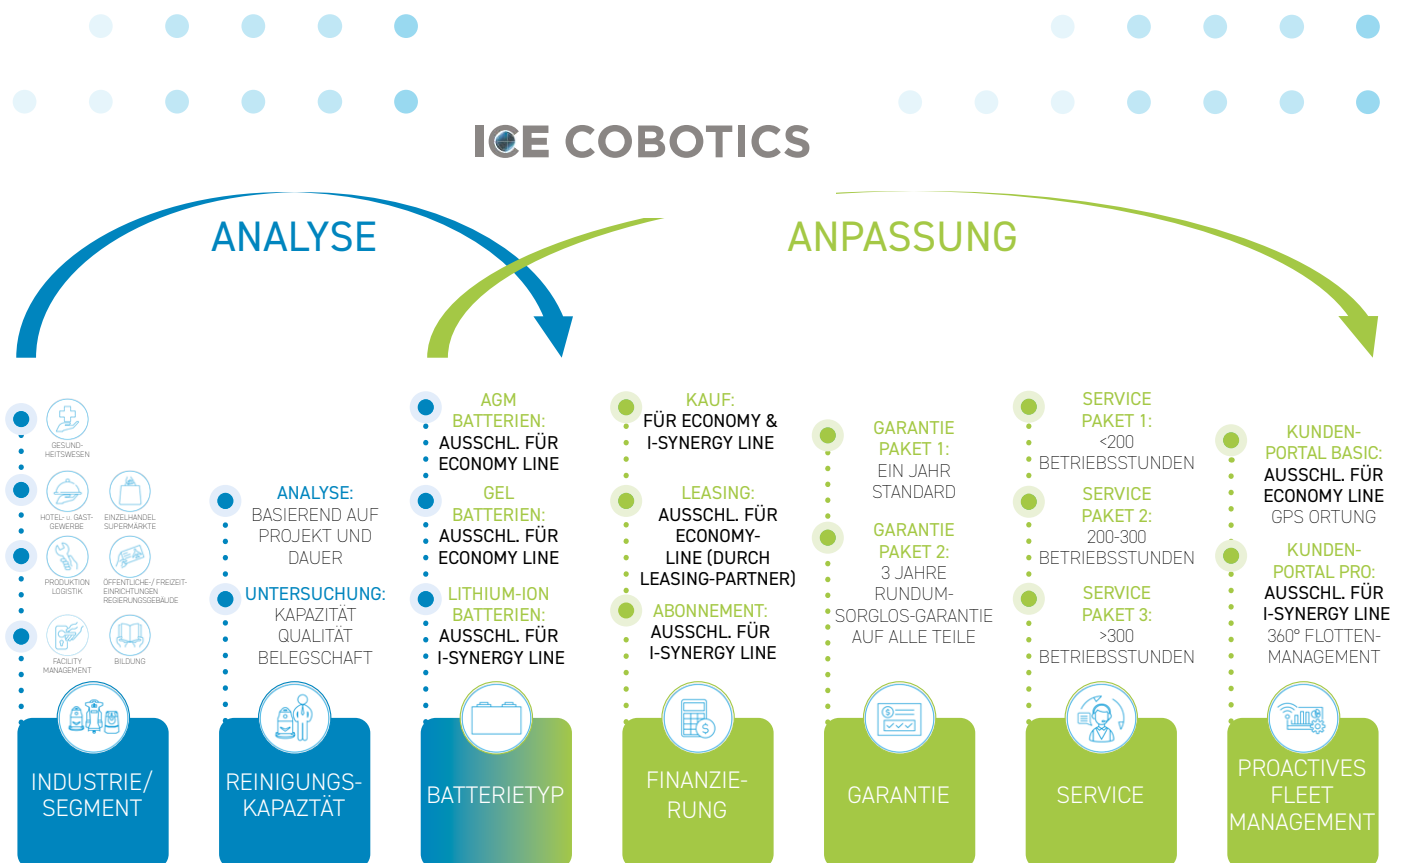 ICE COBOTICS
ANALYSE
ANPASSUNG
GESUND-
HEITSWESEN
HOTEL- u. GAST-
GEWERBE
EINZELHANDEL
SUPERMÄRKTE
PRODUKTION
LOGISTIK
ÖFFENTLICHE-/ FREIZEIT-
EINRICHTUNGEN
REGIERUNGSGEBÄUDE
FACILITY
MANAGEMENT
BILDUNG
INDUSTRIE/
SEGMENT
ANALYSE:
BASIEREND AUF
PROJEKT UND
DAUER
UNTERSUCHUNG:
KAPAZITÄT
QUALITÄT
BELEGSCHAFT
REINIGUNGS-
KAPAZTÄT
AGM
BATTERIEN:
AUSSCHL. FÜR
ECONOMY LINE
GEL
BATTERIEN:
AUSSCHL. FÜR
ECONOMY LINE
LITHIUM-ION
BATTERIEN:
AUSSCHL. FÜR
I-SYNERGY LINE
BATTERIETYP
KAUF:
FÜR ECONOMY &
I-SYNERGY LINE
LEASING:
AUSSCHL. FÜR
ECONOMY-
LINE (DURCH
LEASING-PARTNER)
ABONNEMENT:
AUSSCHL. FÜR
I-SYNERGY LINE
FINANZIE-
RUNG
GARANTIE
PAKET 1:
EIN JAHR
STANDARD
GARANTIE
PAKET 2:
3 JAHRE
RUNDUM-
SORGLOS-GARANTIE
AUF ALLE TEILE
GARANTIE
SERVICE
PAKET 1:
<200
BETRIEBSSTUNDEN
SERVICE
PAKET 2:
200-300
BETRIEBSSTUNDEN
SERVICE
PAKET 3:
>300
BETRIEBSSTUNDEN
SERVICE
KUNDEN-
PORTAL BASIC:
AUSSCHL. FÜR
ECONOMY LINE
GPS ORTUNG
KUNDEN-
PORTAL PRO:
AUSSCHL. FÜR
I-SYNERGY LINE
360° FLOTTEN-
MANAGEMENT
PROACTIVES
FLEET
MANAGEMENT